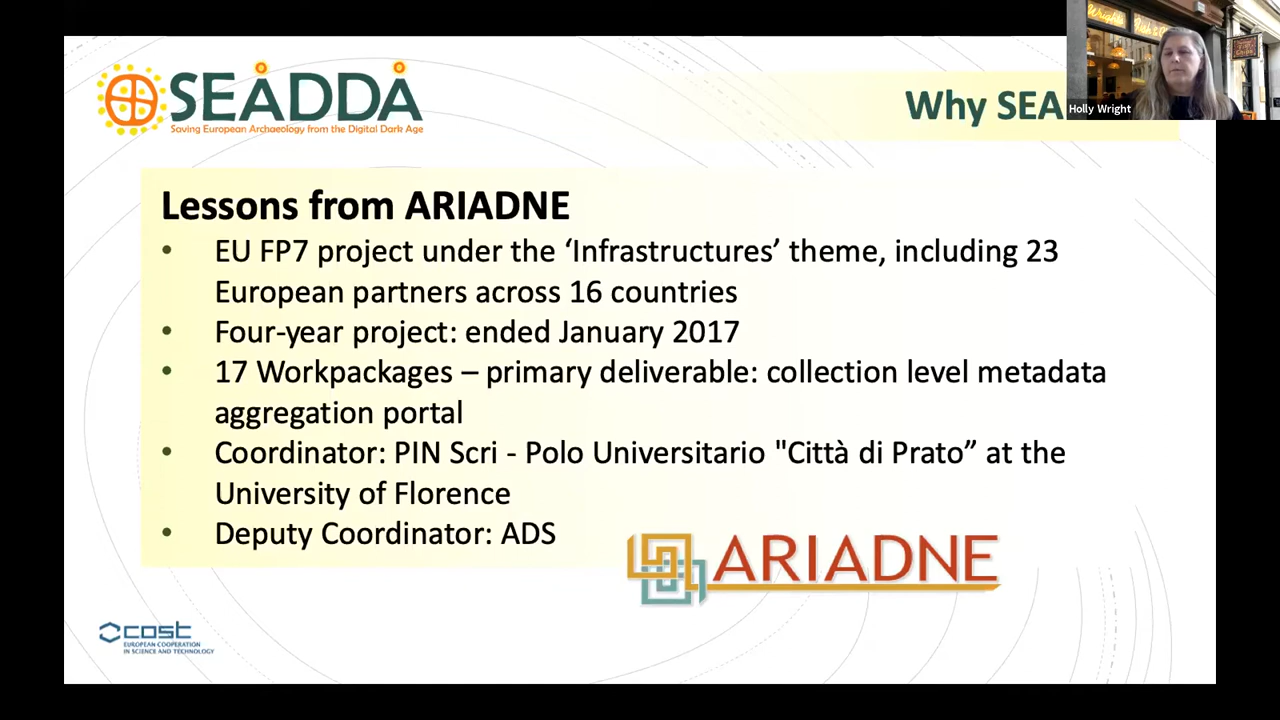 SEADDA
Saving European Archaeology from the Digital Dark Age
Why SEA
Holly Wright
Lessons from ARIADNE
• EU FP7 project under the ‘Infrastructures’ theme, including 23
European partners across 16 countries
• Four-year project: ended January 2017
• 17 Workpackages – primary deliverable: collection level metadata
aggregation portal
• Coordinator: PIN Scri - Polo Universitario "Città di Prato” at the
University of Florence
• Deputy Coordinator: ADS
ARIADNE
cost
EUROPEAN COOPERATION
IN SCIENCE AND TECHNOLOGY